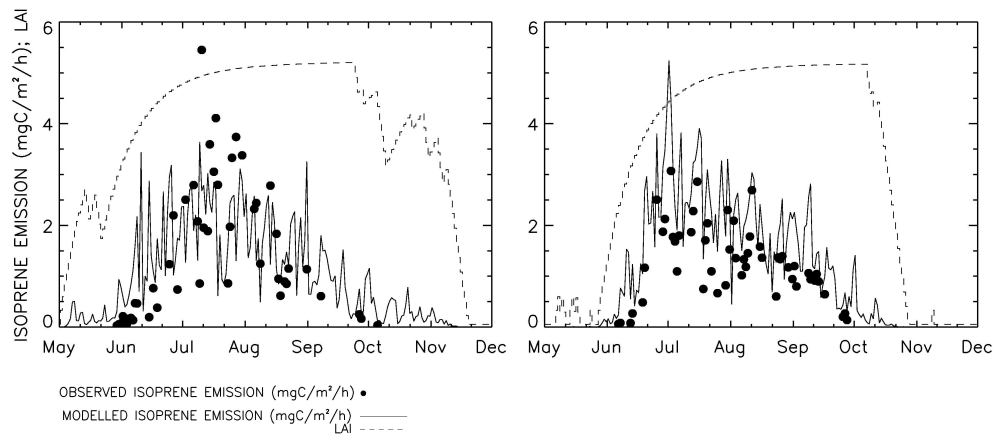 ISOPRENE EMISSION (mgC/m²/h); LAI
6
4
2
0
May Jun Jul Aug Sep Oct Nov Dec
6
4
2
0
May Jun Jul Aug Sep Oct Nov Dec
OBSERVED ISOPRENE EMISSION (mgC/m²/h)
MODELLED ISOPRENE EMISSION (mgC/m²/h)
LAI